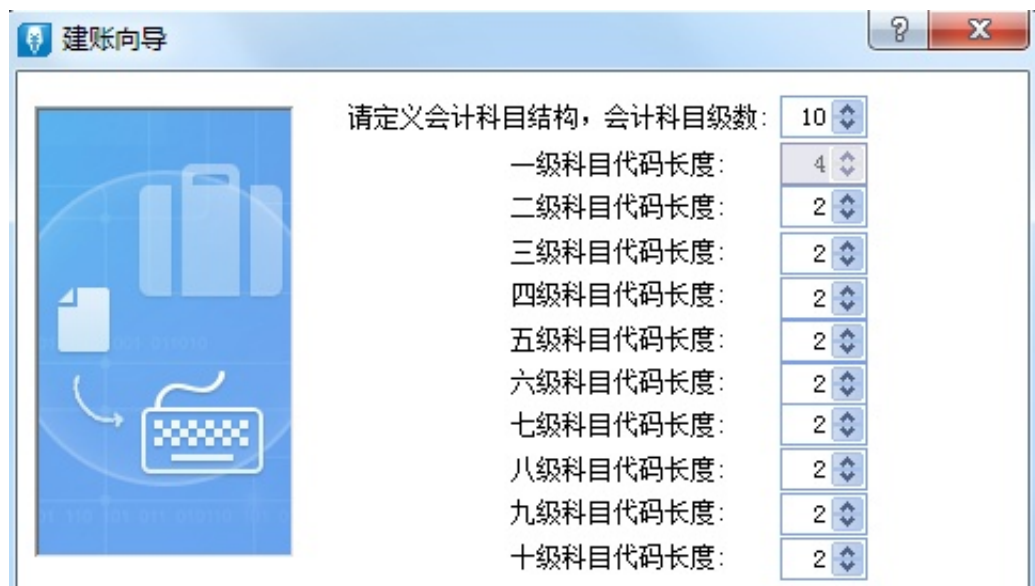 建账向导
请定义会计科目结构，会计科目级数: 10
一级科目代码长度: 4
二级科目代码长度: 2
三级科目代码长度: 2
四级科目代码长度: 2
五级科目代码长度: 2
六级科目代码长度: 2
七级科目代码长度: 2
八级科目代码长度: 2
九级科目代码长度: 2
十级科目代码长度: 2